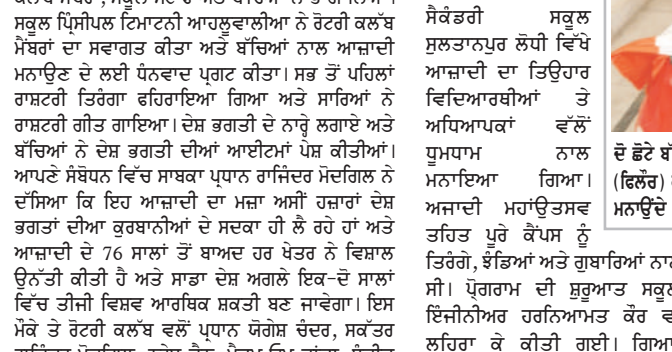 ਸਕੂਲ ਪ੍ਰਿੰਸੀਪਲ ਟਿਮਾਟਨੀ ਆਹਲੂਵਾਲੀਆ ਨੇ ਰੋਟਰੀ ਕਲੱਬ
ਮੈਂਬਰਾਂ ਦਾ ਸਵਾਗਤ ਕੀਤਾ ਅਤੇ ਬੱਚਿਆਂ ਨਾਲ ਆਜ਼ਾਦੀ
ਮਨਾਉਣ ਦੇ ਲਈ ਧੰਨਵਾਦ ਪ੍ਰਗਟ ਕੀਤਾ। ਸਭ ਤੋਂ ਪਹਿਲਾਂ
ਰਾਸ਼ਟਰੀ ਤਿਰੰਗਾ ਫਹਿਰਾਇਆ ਗਿਆ ਅਤੇ ਸਾਰਿਆਂ ਨੇ
ਰਾਸ਼ਟਰੀ ਗੀਤ ਗਾਇਆ। ਦੇਸ਼ ਭਗਤੀ ਦੇ ਨਾਰ੍ਹੇ ਲਗਾਏ ਅਤੇ
ਬੱਚਿਆਂ ਨੇ ਦੇਸ਼ ਭਗਤੀ ਦੀਆਂ ਆਈਟਮਾਂ ਪੇਸ਼ ਕੀਤੀਆਂ।
ਆਪਣੇ ਸੰਬੋਧਨ ਵਿੱਚ ਸਾਬਕਾ ਪ੍ਰਧਾਨ ਰਾਜਿੰਦਰ ਮੋਦਗਿਲ ਨੇ
ਦੱਸਿਆ ਕਿ ਇਹ ਆਜ਼ਾਦੀ ਦਾ ਮਜ਼ਾ ਅਸੀਂ ਹਜ਼ਾਰਾਂ ਦੇਸ਼
ਭਗਤਾਂ ਦੀਆ ਕੁਰਬਾਨੀਆਂ ਦੇ ਸਦਕਾ ਹੀ ਲੈ ਰਹੇ ਹਾਂ ਅਤੇ
ਆਜ਼ਾਦੀ ਦੇ 76 ਸਾਲਾਂ ਤੋਂ ਬਾਅਦ ਹਰ ਖੇਤਰ ਨੇ ਵਿਸ਼ਾਲ
ਉਨੱਤੀ ਕੀਤੀ ਹੈ ਅਤੇ ਸਾਡਾ ਦੇਸ਼ ਅਗਲੇ ਇਕ-ਦੋ ਸਾਲਾਂ
ਵਿੱਚ ਤੀਜੀ ਵਿਸ਼ਵ ਆਰਥਿਕ ਸ਼ਕਤੀ ਬਣ ਜਾਵੇਗਾ। ਇਸ
ਮੌਕੇ ਤੇ ਰੋਟਰੀ ਕਲੱਬ ਵਲੋਂ ਪ੍ਰਧਾਨ ਯੋਗੇਸ਼ ਚੰਦਰ, ਸਕੱਤਰ
ਸੈਕੰਡਰੀ ਸਕੂਲ
ਸੁਲਤਾਨਪੁਰ ਲੋਧੀ ਵਿੱਖੇ
ਆਜ਼ਾਦੀ ਦਾ ਤਿਉਹਾਰ
ਵਿਦਿਆਰਥੀਆਂ ਤੇ
ਅਧਿਆਪਕਾਂ ਵੱਲੋਂ
ਧੂਮਧਾਮ ਨਾਲ
ਮਨਾਇਆ ਗਿਆ।
ਅਜਾਦੀ ਮਹਾਂਉਤਸਵ
ਤਹਿਤ ਪੂਰੇ ਕੈਂਪਸ ਨੂੰ
ਤਿਰੰਗੇ, ਝੰਡਿਆਂ ਅਤੇ ਗੁਬਾਰਿਆਂ
ਸੀ। ਪ੍ਰੋਗਰਾਮ ਦੀ ਸ਼ੁਰੂਆਤ
ਇੰਜੀਨੀਅਰ ਹਰਨਿਆਮਤ ਕੌਰ
ਲਹਿਰਾ ਕੇ ਕੀਤੀ ਗਈ।
ਦੋ ਛੋਟੇ
(ਫਿਲੌਰ)
ਮਨਾਉਂਦੇ